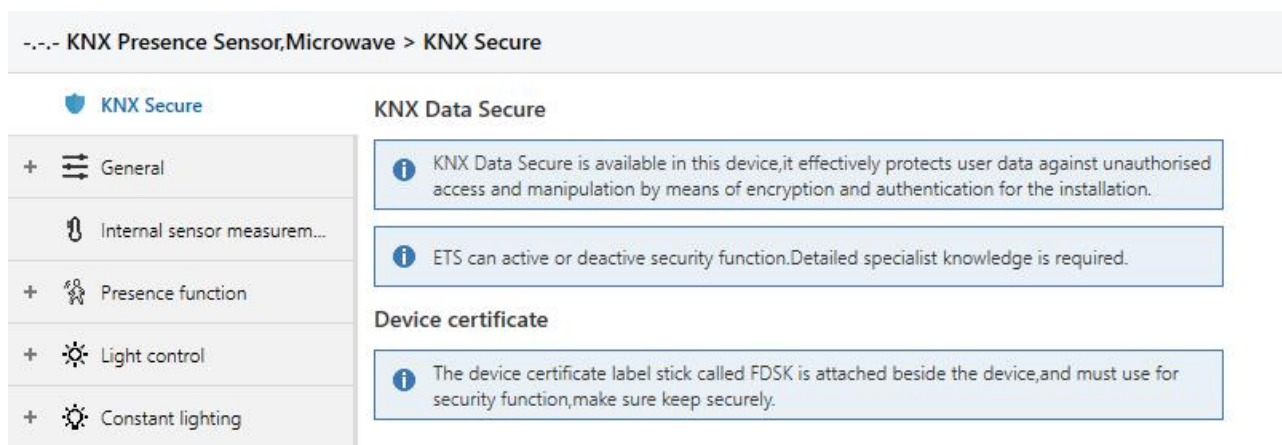 -.-.- KNX Presence Sensor,Microwave > KNX Secure
KNX Secure
+ General
Internal sensor measurem...
+ Presence function
+ Light control
+ Constant lighting
KNX Data Secure
KNX Data Secure is available in this device,it effectively protects user data against unauthorised
access and manipulation by means of encryption and authentication for the installation.
ETS can active or deactive security function.Detailed specialist knowledge is required.
Device certificate
The device certificate label stick called FDSK is attached beside the device,and must use for
security function,make sure keep securely.